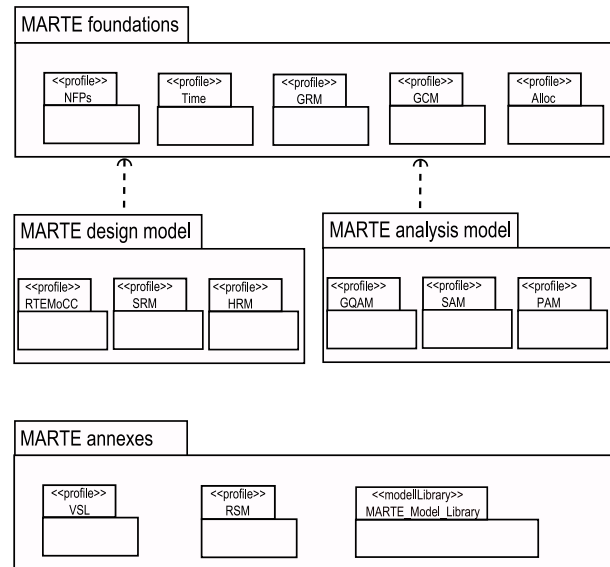 MARTE foundations
<<profile>>
NFPs
<<profile>>
Time
<<profile>>
GRM
<<profile>>
GCM
<<profile>>
Alloc
MARTE design model
<<profile>>
RTEMoCC
<<profile>>
SRM
<<profile>>
HRM
MARTE analysis model
<<profile>>
GQAM
<<profile>>
SAM
<<profile>>
PAM
MARTE annexes
<<profile>>
VSL
<<profile>>
RSM
<<modellLibrary>>
MARTE_Model_Library